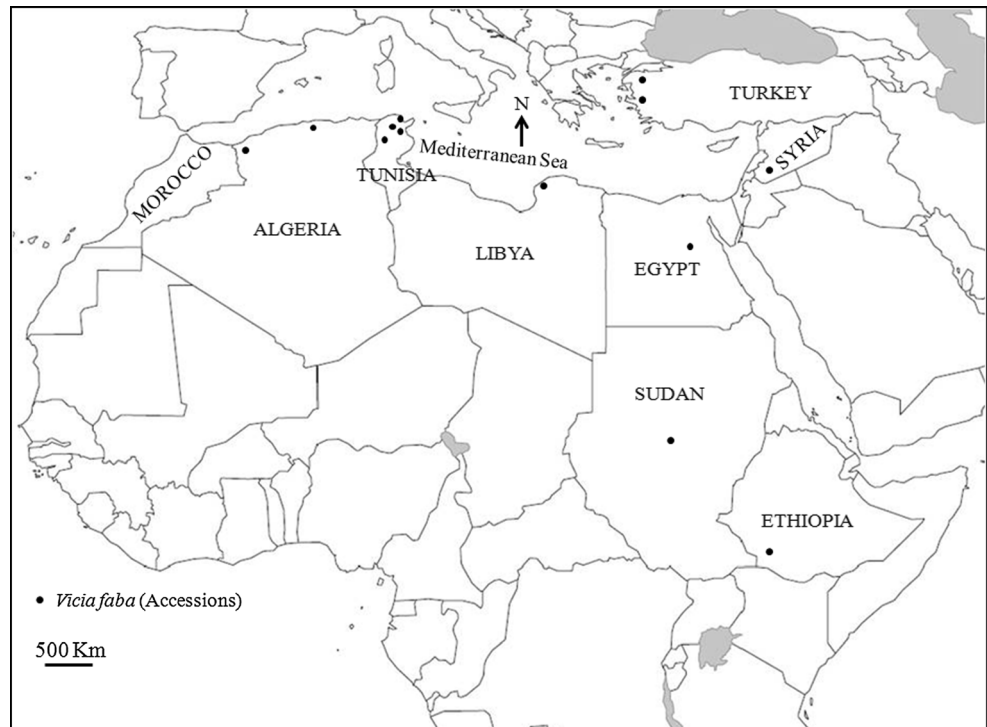 TURKEY
N
SYRIA
Mediterranean Sea
MOROCCO
TUNISIA
ALGERIA
LIBYA
EGYPT
SUDAN
ETHIOPIA
Vicia faba (Accessions)
500 Km